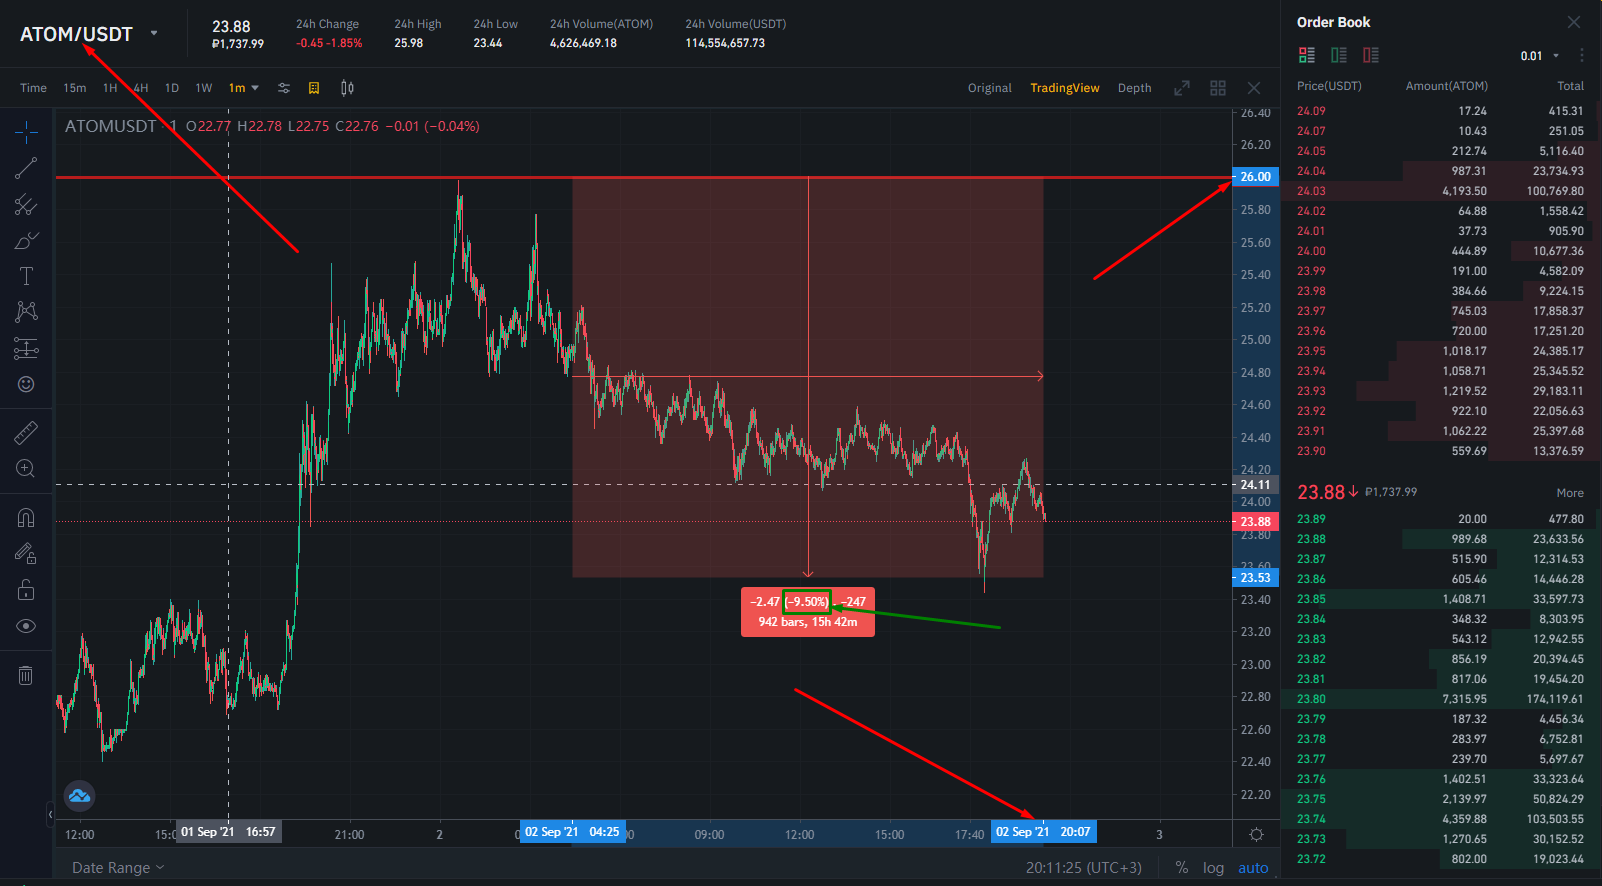 ATOM/USDT
23.88
₽1,737.99
24h Change
-0.45 -1.85%
24h High
25.98
24h Low
23.44
24h Volume(ATOM)
4,626,469.18
24h Volume(USDT)
114,554,657.73
Time 15m 1H 4H 1D 1W 1m
Original TradingView Depth
ATOMUSDT · 1 O22.77 H22.78 L22.75 C22.76 −0.01 (−0.04%)
26.40
26.20
26.00
25.80
25.60
25.40
25.20
25.00
24.80
24.60
24.40
24.20
24.11
24.00
23.88
23.80
23.60
23.53
23.40
23.20
23.00
22.80
22.60
22.40
22.20
−2.47 (−9.50%) , −247
942 bars, 15h 42m
12:00 15:0 01 Sep '21 16:57 21:00 2 02 Sep '21 04:25 09:00 12:00 15:00 17:40 02 Sep '21 20:07 3
Date Range 20:11:25 (UTC+3) % log auto
Order Book
0.01
Price(USDT) Amount(ATOM) Total
24.09 17.24 415.31
24.07 10.43 251.05
24.05 212.74 5,116.40
24.04 987.31 23,734.93
24.03 4,193.50 100,769.80
24.02 64.88 1,558.42
24.01 37.73 905.90
24.00 444.89 10,677.36
23.99 191.00 4,582.09
23.98 384.66 9,224.15
23.97 745.03 17,858.37
23.96 720.00 17,251.20
23.95 1,018.17 24,385.17
23.94 1,058.71 25,345.52
23.93 1,219.52 29,183.11
23.92 922.10 22,056.63
23.91 1,062.22 25,397.68
23.90 559.69 13,376.59
23.88 ₽1,737.99 More
23.89 20.00 477.80
23.88 989.68 23,633.56
23.87 515.90 12,314.53
23.86 605.46 14,446.28
23.85 1,408.71 33,597.73
23.84 348.32 8,303.95
23.83 543.12 12,942.55
23.82 856.19 20,394.45
23.81 817.06 19,454.20
23.80 7,315.95 174,119.61
23.79 187.32 4,456.34
23.78 283.97 6,752.81
23.77 239.70 5,697.67
23.76 1,402.51 33,323.64
23.75 2,139.97 50,824.29
23.74 4,359.88 103,503.55
23.73 1,270.65 30,152.52
23.72 802.00 19,023.44